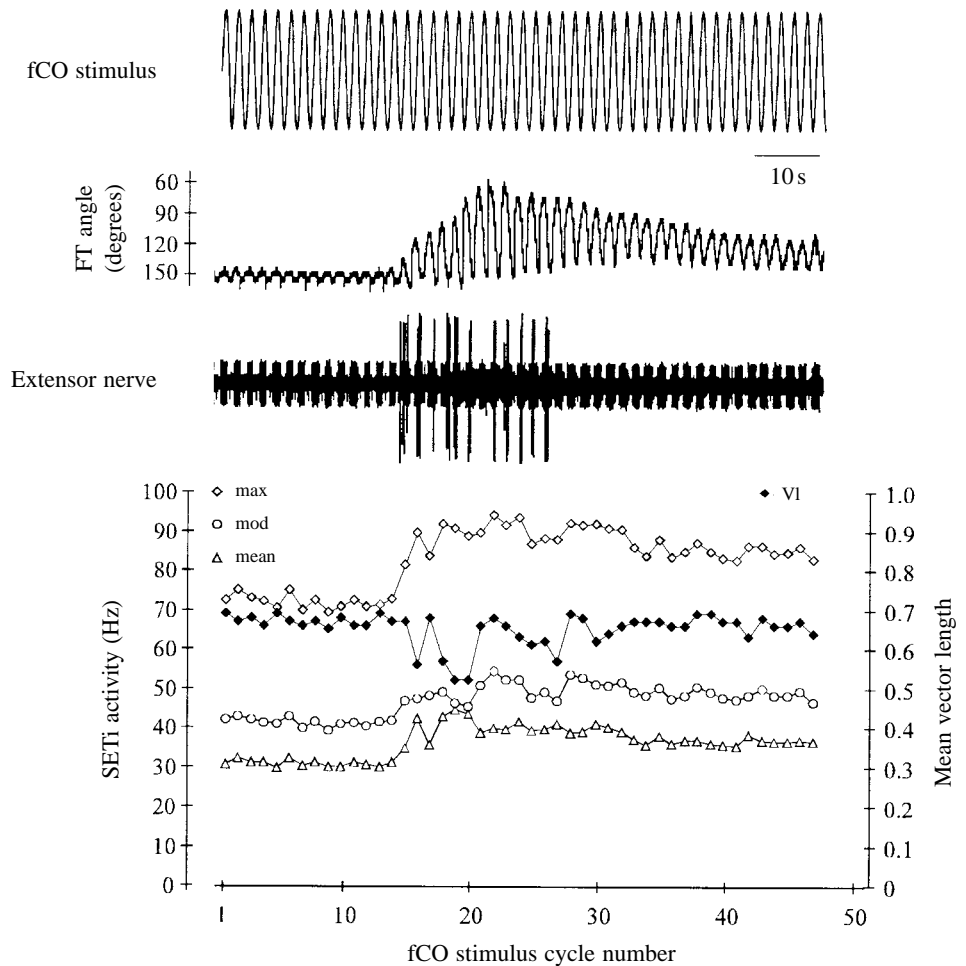 fCO stimulus
10 s
FT angle
(degrees)
60
90
120
150
Extensor nerve
SETi activity (Hz)
100
90
80
70
60
50
40
30
20
10
0
max
mod
mean
Vl
1.0
0.9
0.8
0.7
0.6
0.5
0.4
0.3
0.2
0.1
0
Mean vector length
1
10
20
30
40
50
fCO stimulus cycle number